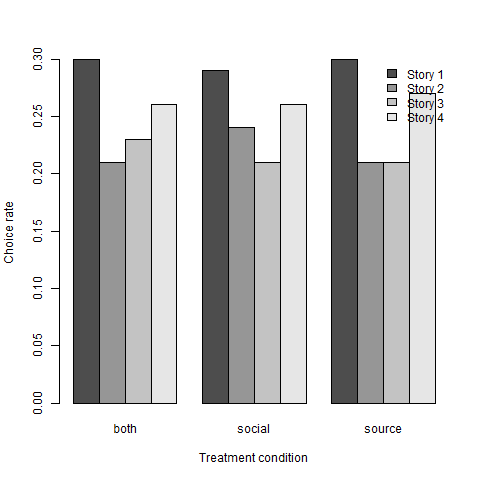 Choice rate
0.30
0.25
0.20
0.15
0.10
0.05
0.00
Story 1
Story 2
Story 3
Story 4
both social source
Treatment condition